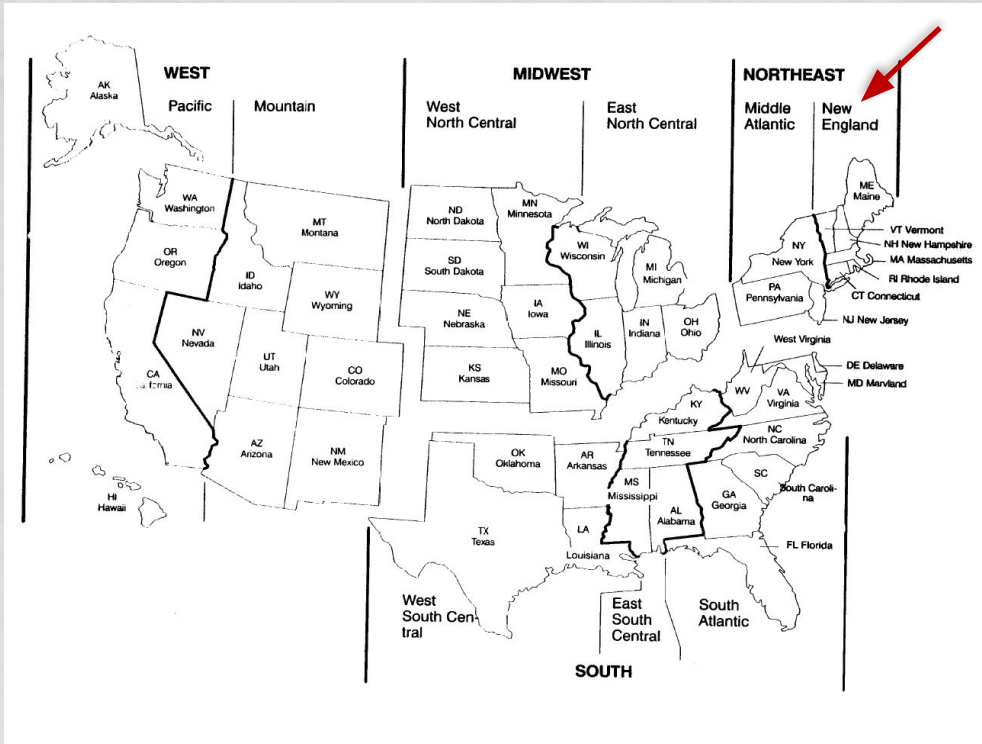 WEST
MIDWEST
NORTHEAST
Pacific
Mountain
West
North Central
East
North Central
Middle
Atlantic
New
England
AK
Alaska
WA
Washington
OR
Oregon
CA
NV
Nevada
ID
Idaho
MT
Montana
WY
Wyoming
UT
Utah
CO
Colorado
AZ
Arizona
NM
New Mexico
HI
Hawaii
ND
North Dakota
SD
South Dakota
NE
Nebraska
KS
Kansas
MN
Minnesota
IA
Iowa
MO
Missouri
WI
Wisconsin
MI
Michigan
IL
Illinois
IN
Indiana
OH
Ohio
ME
Maine
VT Vermont
NH New Hampshire
MA Massachusetts
RI Rhode Island
CT Connecticut
NY
New York
PA
Pennsylvania
NJ New Jersey
West Virginia
DE Delaware
MD Maryland
WV
VA
Virginia
KY
Kentucky
TN
Tennessee
NC
North Carolina
SC
South Caroli-
na
OK
Oklahoma
AR
Arkansas
MS
Mississippi
AL
Alabama
GA
Georgia
TX
Texas
LA
Louisiana
FL Florida
West
South Cen-
tral
East
South
Central
South
Atlantic
SOUTH